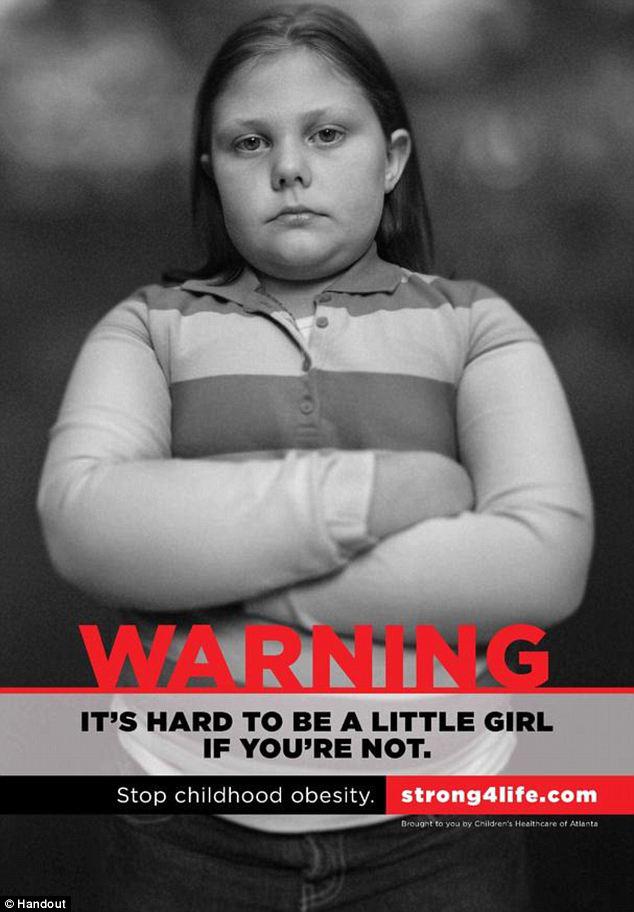 WARNING
IT'S HARD TO BE A LITTLE GIRL
IF YOU'RE NOT.
Stop childhood obesity. strong4life.com
Brought to you by Children's Healthcare of Atlanta
© Handout